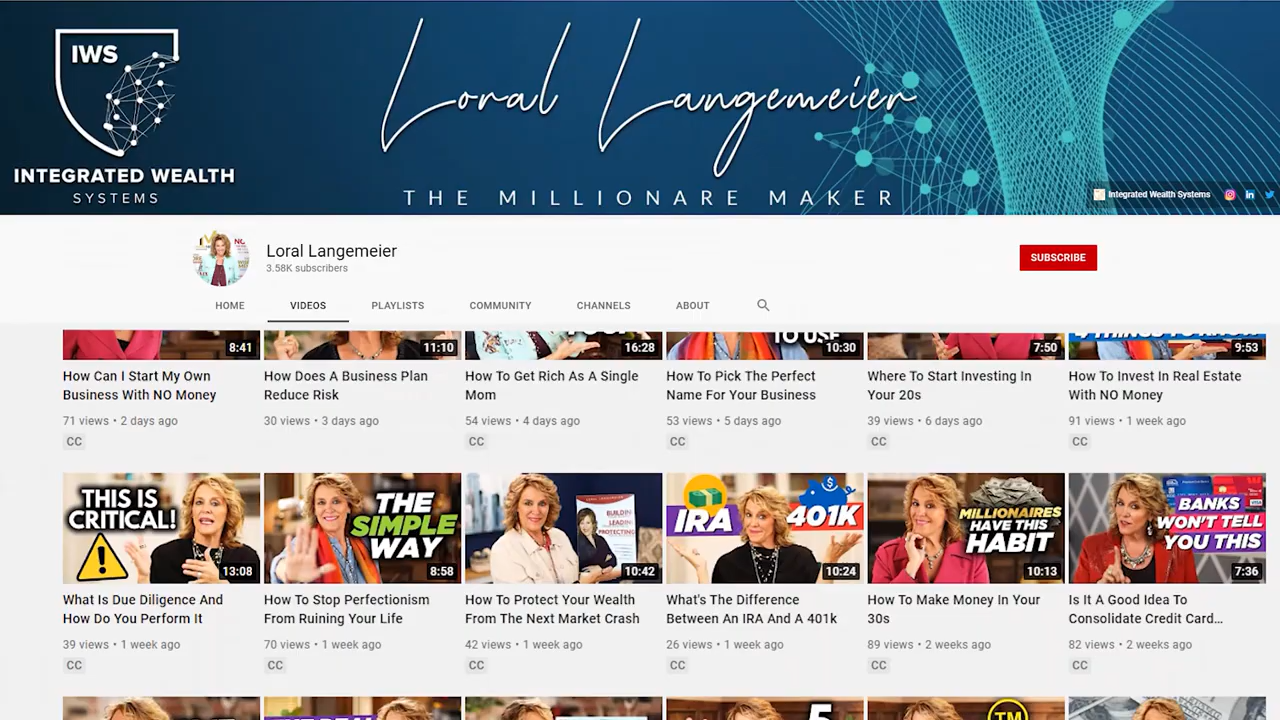 IWS
INTEGRATED WEALTH
SYSTEMS
Loral Langemeier
THE MILLIONARE MAKER
Integrated Wealth Systems
Loral Langemeier
3.58K subscribers
SUBSCRIBE
HOME
VIDEOS
PLAYLISTS
COMMUNITY
CHANNELS
ABOUT
8:41
11:10
16:28
TO USE
10:30
7:50
9:53
How Can I Start My Own
Business With NO Money
71 views • 2 days ago
CC
How Does A Business Plan
Reduce Risk
30 views • 3 days ago
How To Get Rich As A Single
Mom
54 views • 4 days ago
CC
How To Pick The Perfect
Name For Your Business
53 views • 5 days ago
CC
Where To Start Investing In
Your 20s
39 views • 6 days ago
CC
How To Invest In Real Estate
With NO Money
91 views • 1 week ago
CC
THIS IS
CRITICAL!
13:08
THE
SIMPLE
WAY
8:58
BUILDING
LEADING
PROTECTING
10:42
IRA
401K
10:24
MILLIONAIRES
HAVE THIS
HABIT
10:13
BANKS
WON'T TELL
YOU THIS
7:36
What Is Due Diligence And
How Do You Perform It
39 views • 1 week ago
CC
How To Stop Perfectionism
From Ruining Your Life
70 views • 1 week ago
CC
How To Protect Your Wealth
From The Next Market Crash
42 views • 1 week ago
CC
What's The Difference
Between An IRA And A 401k
26 views • 1 week ago
CC
How To Make Money In Your
30s
89 views • 2 weeks ago
CC
Is It A Good Idea To
Consolidate Credit Card…
82 views • 2 weeks ago
CC
5
TM